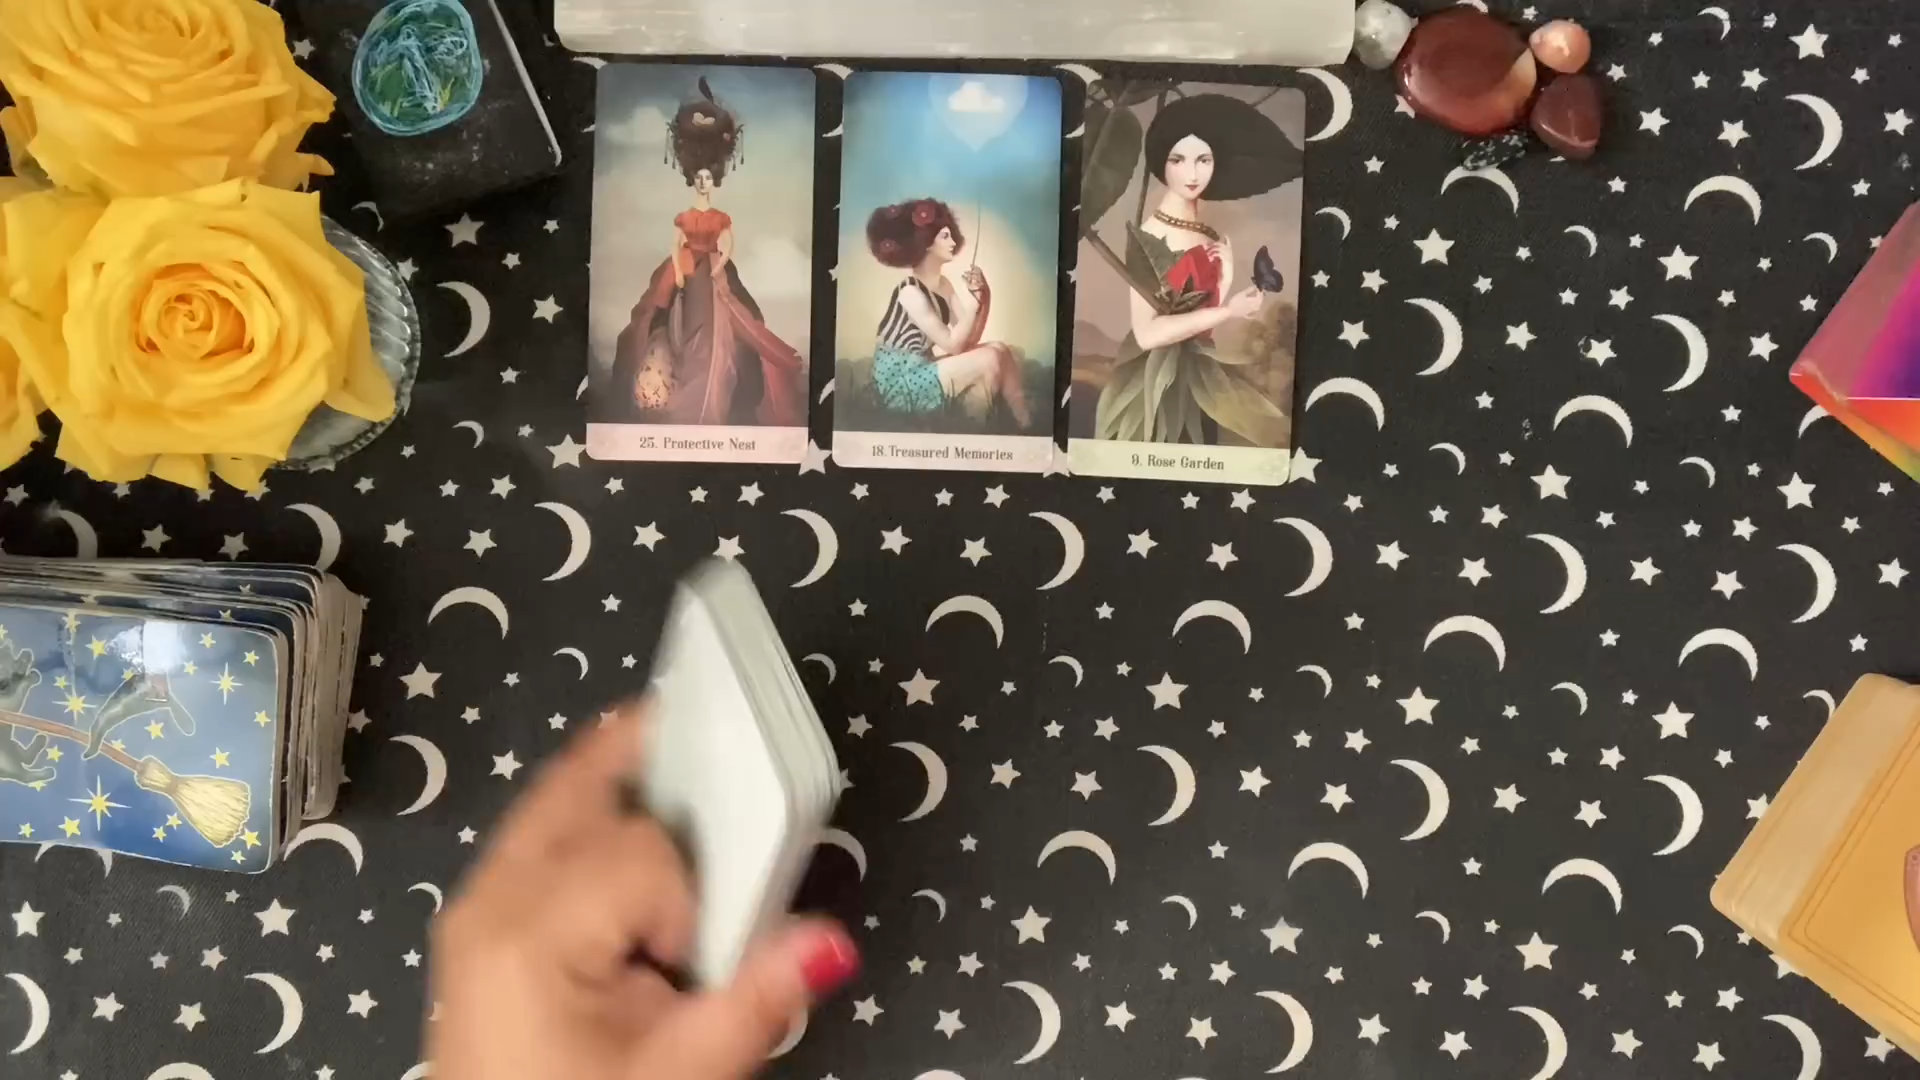 25. Protective Nest
18. Treasured Memories
9. Rose Garden